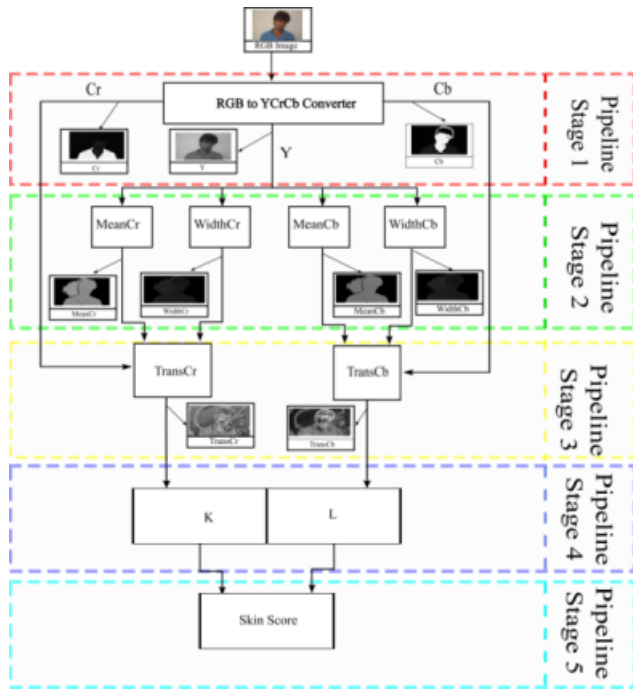 RGB Image
Cr
RGB to YCrCb Converter
Cb
Pipeline
Stage 1
Cr
Y
Y
Cb
MeanCr
WidthCr
MeanCb
WidthCb
Pipeline
Stage 2
MeanCr
WidthCr
MeanCb
WidthCb
TransCr
TransCb
Pipeline
Stage 3
TransCr
TransCb
K
L
Pipeline
Stage 4
Skin Score
Pipeline
Stage 5